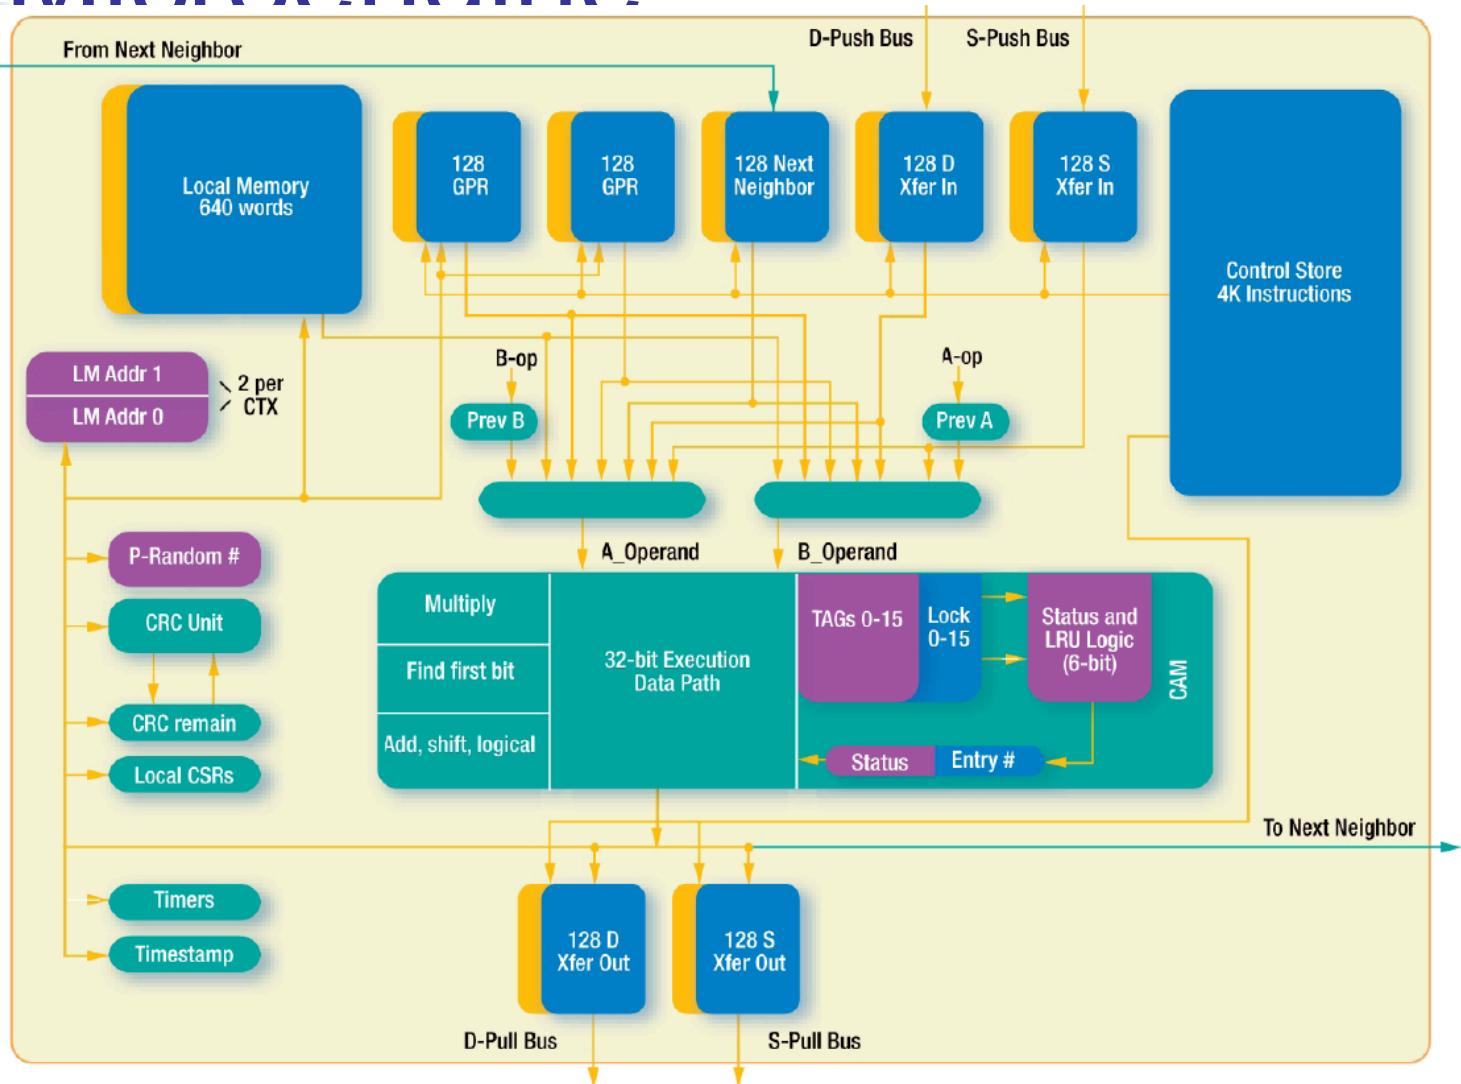 From Next Neighbor
D-Push Bus
S-Push Bus
Local Memory
640 words
128
GPR
128
GPR
128 Next
Neighbor
128 D
Xfer In
128 S
Xfer In
Control Store
4K Instructions
LM Addr 1
LM Addr 0
2 per
CTX
B-op
A-op
Prev B
Prev A
A_Operand
B_Operand
P-Random #
CRC Unit
CRC remain
Local CSRs
Timers
Timestamp
Multiply
Find first bit
Add, shift, logical
32-bit Execution
Data Path
TAGs 0-15
Lock
0-15
Status and
LRU Logic
(6-bit)
CAM
Status
Entry #
To Next Neighbor
128 D
Xfer Out
128 S
Xfer Out
D-Pull Bus
S-Pull Bus